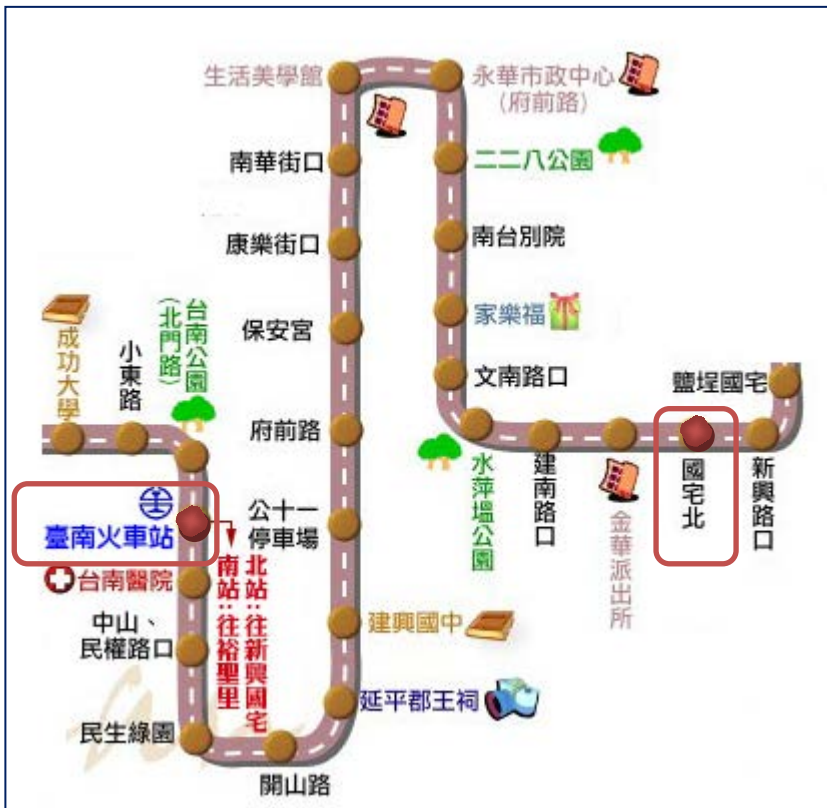 成功大學
小東路
台南公園
(北門路)
臺南火車站
北站:往新興國宅
南站:往裕聖里
台南醫院
中山、
民權路口
民生綠園
開山路
延平郡王祠
建興國中
公十一
停車場
府前路
保安宮
康樂街口
南華街口
生活美學館
永華市政中心
(府前路)
二二八公園
南台別院
家樂福
文南路口
水萍塭公園
建南路口
金華派出所
國宅北
新興路口
鹽埕國宅